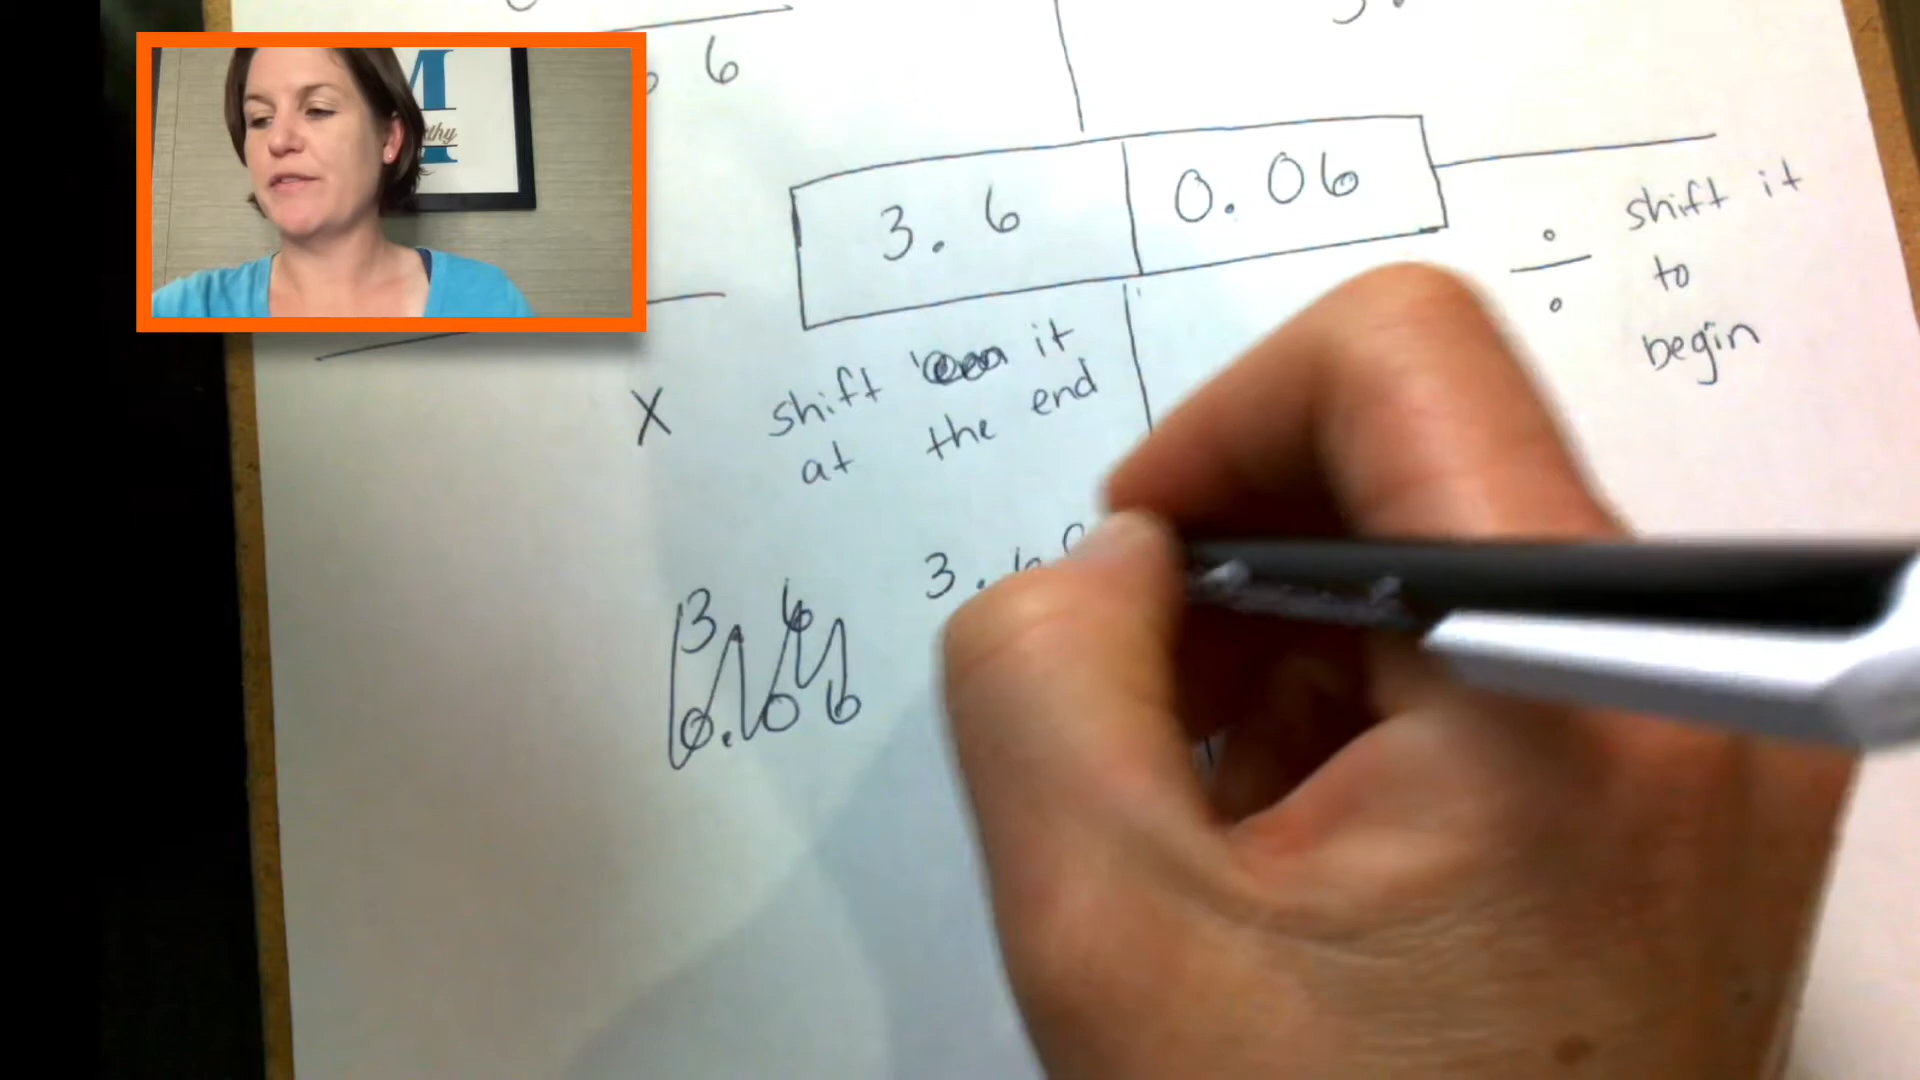 6
3.6 0.06
÷ shift it
to
begin
X shift it
at the end
3.6
3 6
0.06